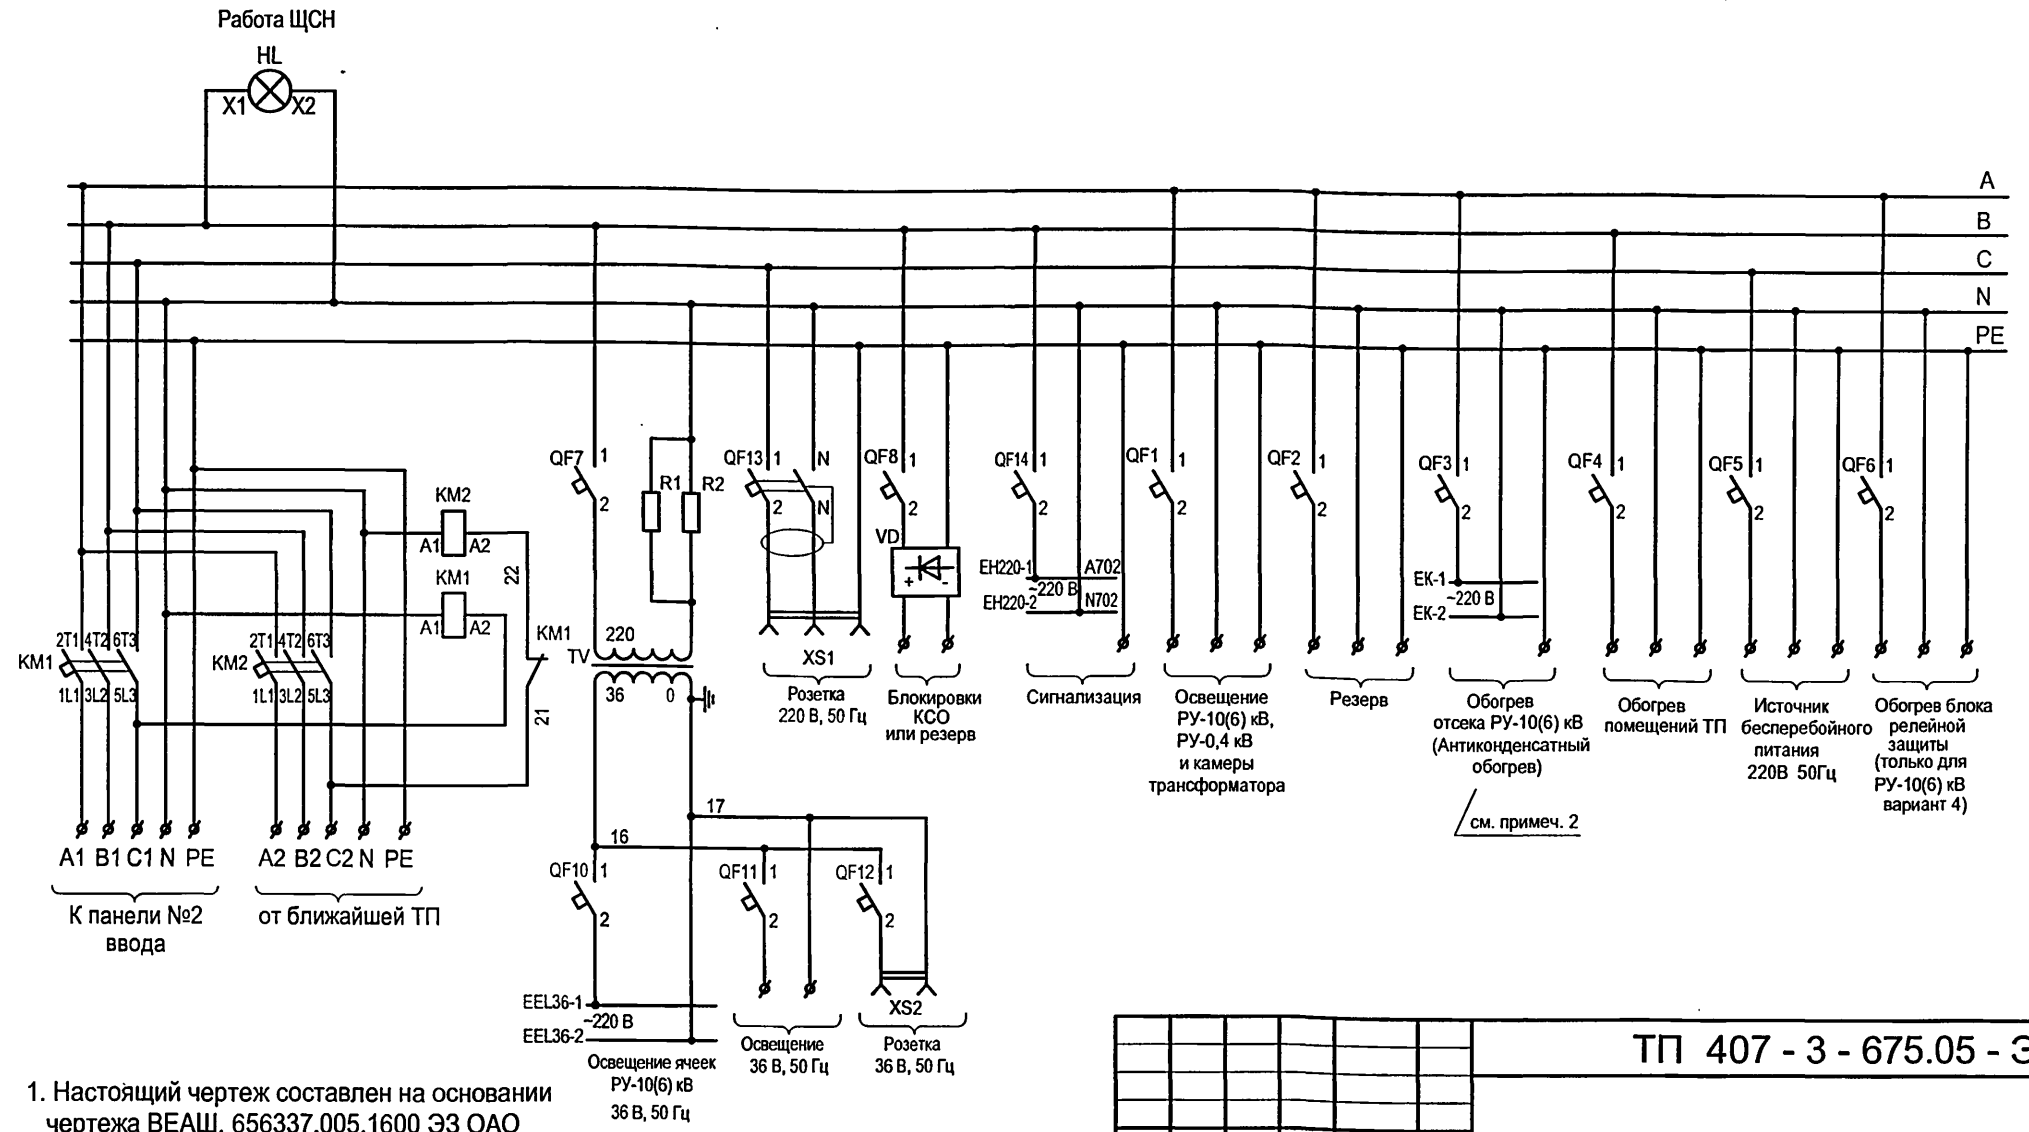 Работа ЩСН
HL
X1 X2
A
B
C
N
PE
QF7 1
2
R1 R2
QF13 1 N
2 N
QF8 1
2
VD
+ -
QF14 1
2
QF1 1
2
QF2 1
2
QF3 1
2
QF4 1
2
QF5 1
2
QF6 1
2
KM2
A1 A2
22
KM1
A1 A2
KM1
21
2T1 4T2 6T3
KM1
1L1 3L2 5L3
2T1 4T2 6T3
KM2
1L1 3L2 5L3
TV
220
36 0
EH220-1 A702
~220 В
EH220-2 N702
EK-1
~220 В
EK-2
XS1
Розетка
220 В, 50 Гц
Блокировки
КСО
или резерв
Сигнализация
Освещение
РУ-10(6) кВ,
РУ-0,4 кВ
и камеры
трансформатора
Резерв
Обогрев
отсека РУ-10(6) кВ
(Антиконденсатный
обогрев)
см. примеч. 2
Обогрев
помещений ТП
Источник
бесперебойного
питания
220В 50Гц
Обогрев блока
релейной
защиты
(только для
РУ-10(6) кВ
вариант 4)
A1 B1 C1 N PE
A2 B2 C2 N PE
К панели №2
ввода
от ближайшей ТП
17
16
QF10 1
2
QF11 1
2
QF12 1
2
EEL36-1
~220 В
EEL36-2
Освещение ячеек
РУ-10(6) кВ
36 В, 50 Гц
Освещение
36 В, 50 Гц
XS2
Розетка
36 В, 50 Гц
1. Настоящий чертеж составлен на основании
чертежа ВЕАШ. 656337.005.1600 ЭЗ ОАО
ТП 407 - 3 - 675.05 - Э